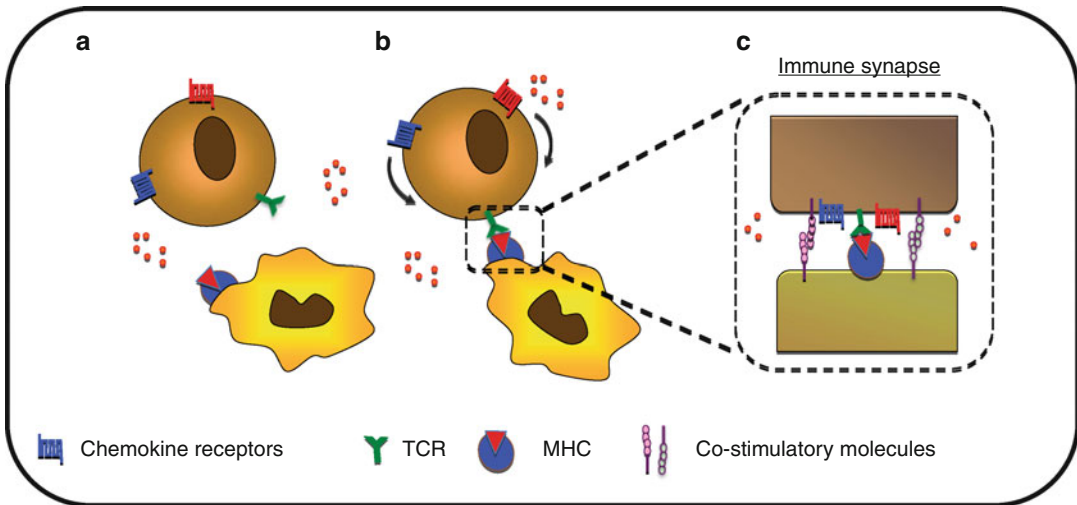 a
b
c
Immune synapse
Chemokine receptors
TCR
MHC
Co-stimulatory molecules